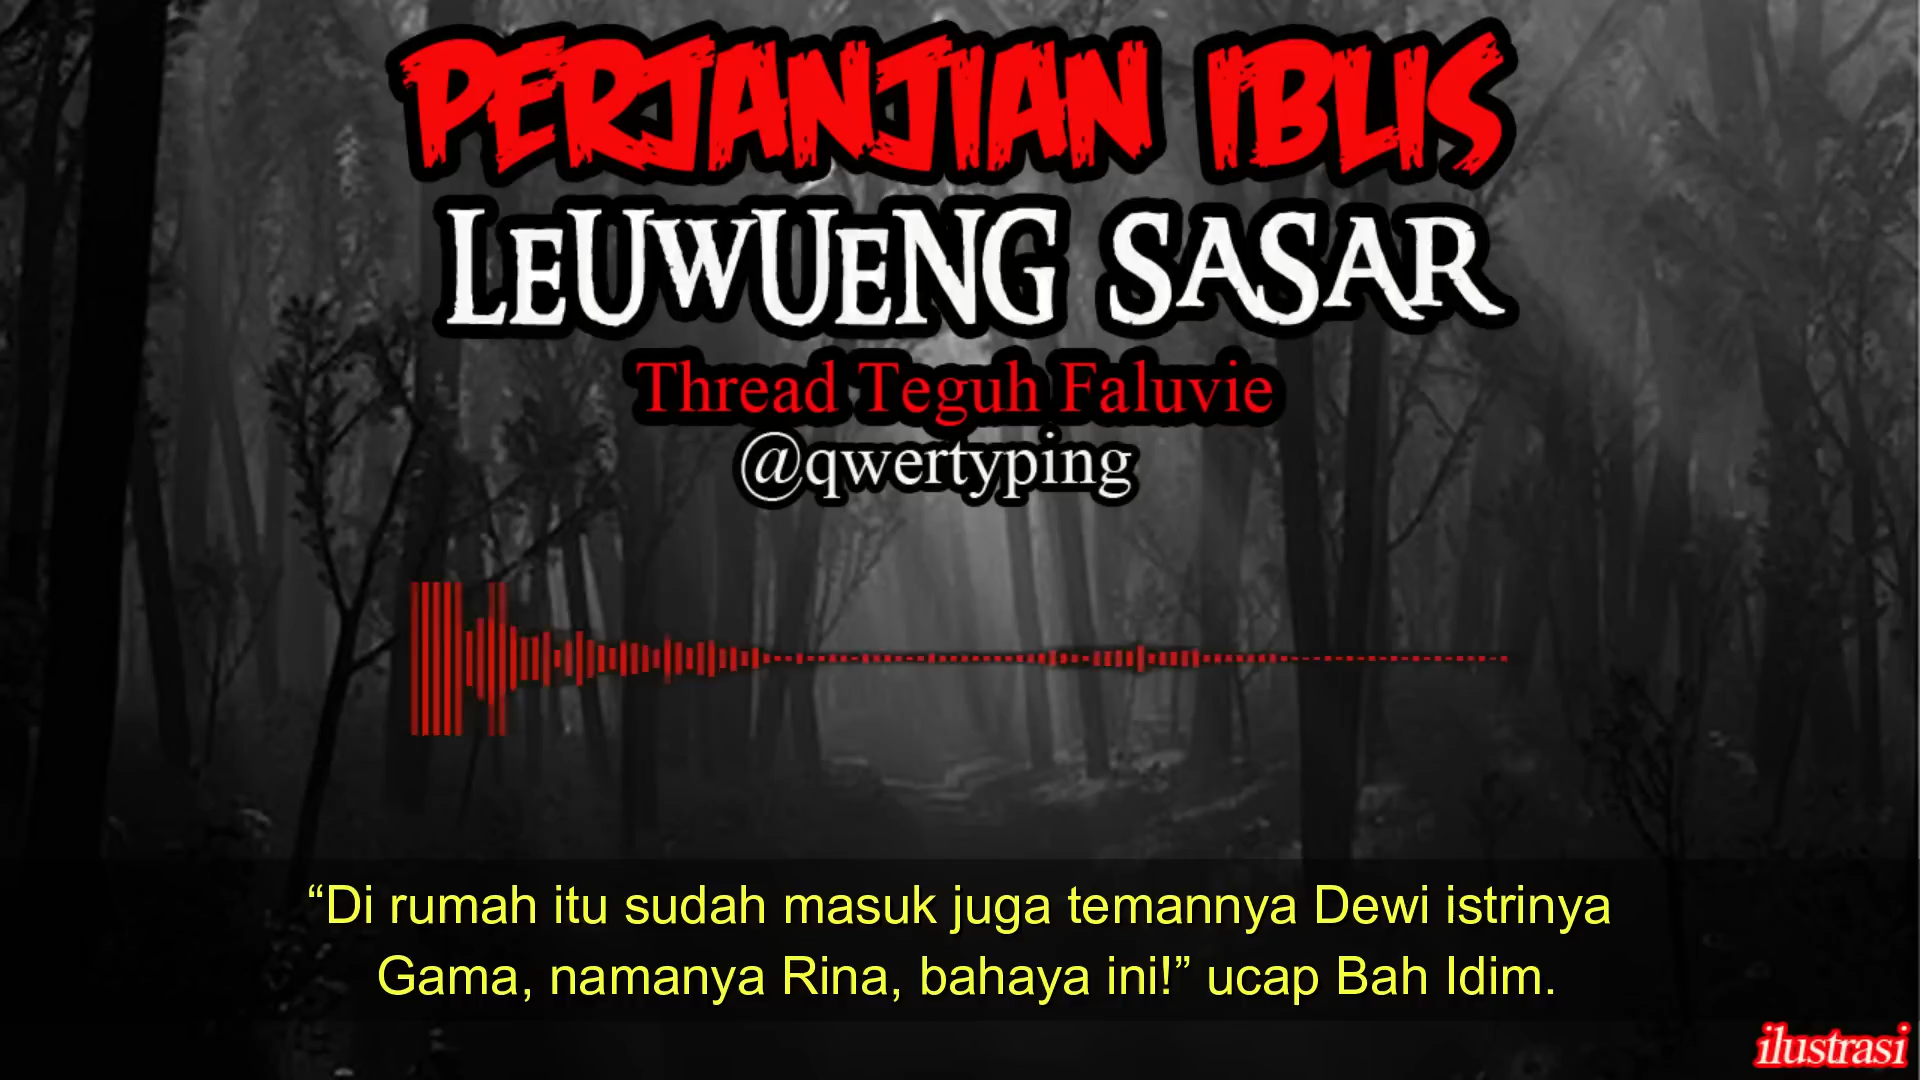 PERJANJIAN IBLIS
LEUWUENG SASAR
Thread Teguh Faluvie
@qwertyping
“Di rumah itu sudah masuk juga temannya Dewi istrinya
Gama, namanya Rina, bahaya ini!” ucap Bah Idim.
ilustrasi